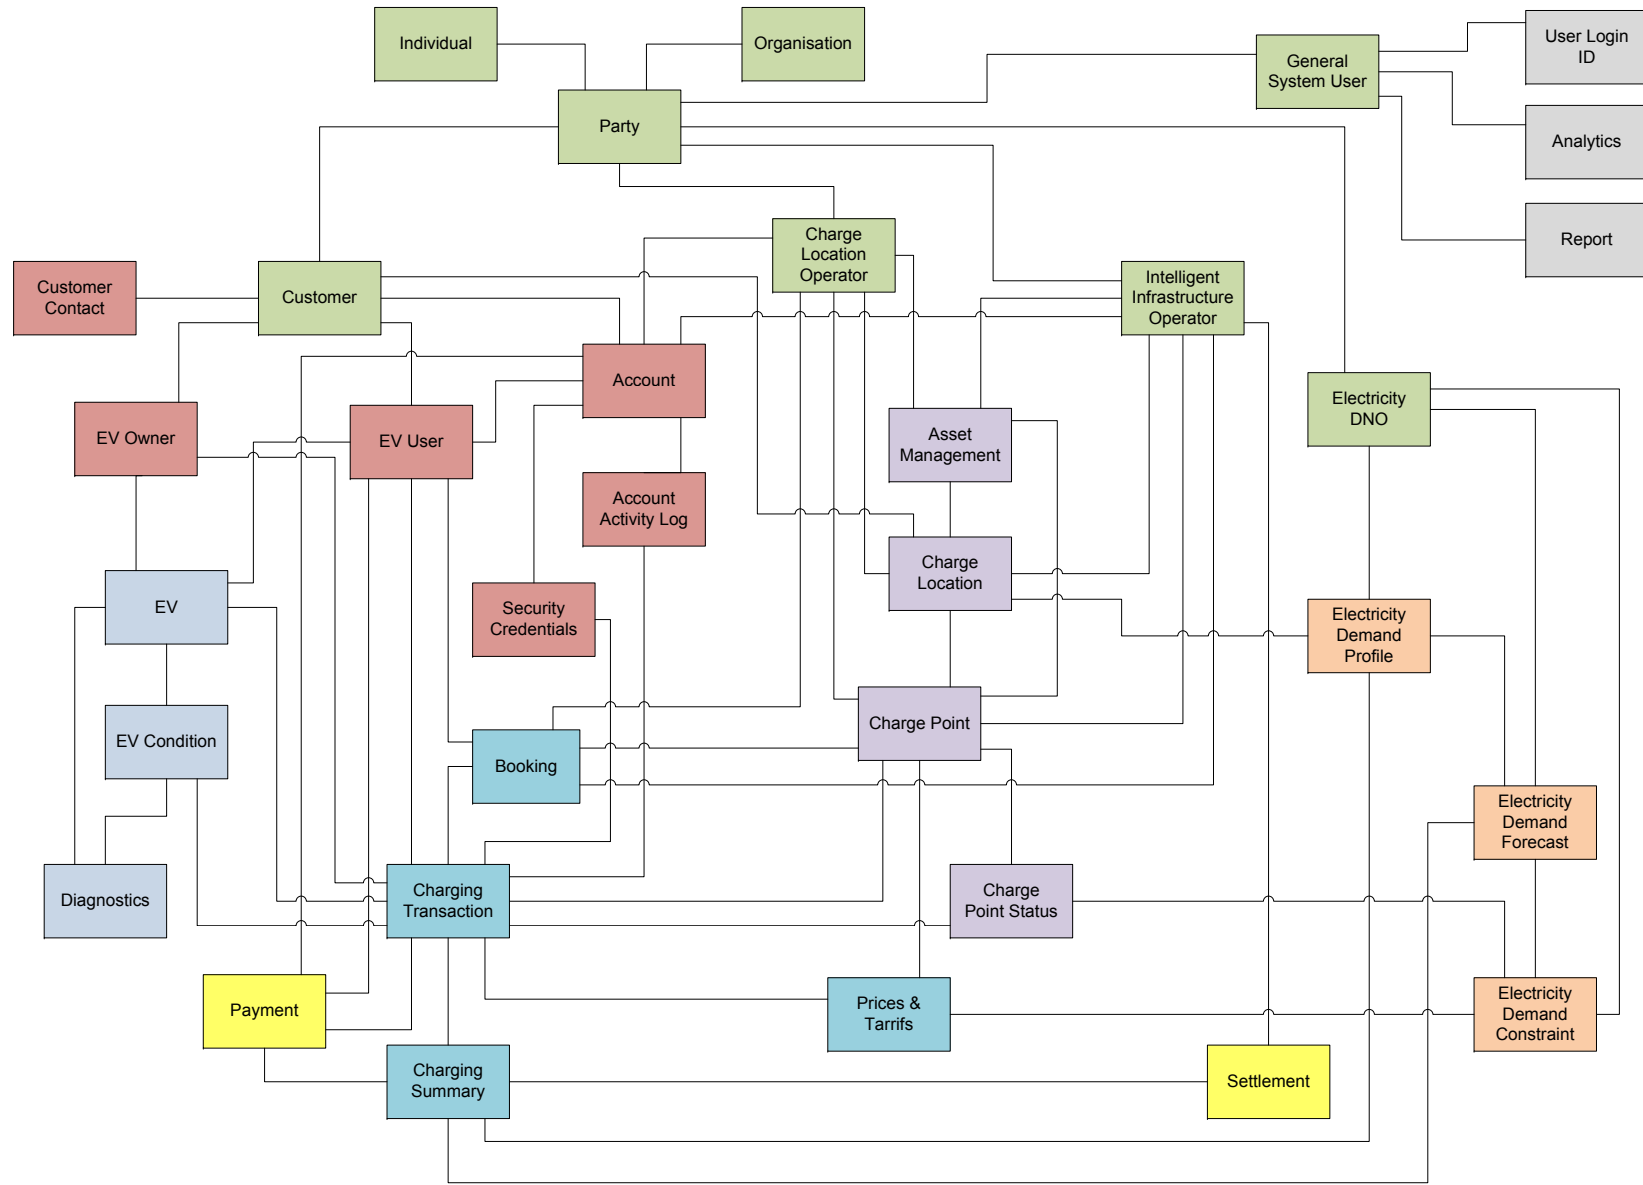 Individual
Organisation
User Login
ID
General
System User
Party
Analytics
Report
Charge
Location
Operator
Customer
Contact
Customer
Intelligent
Infrastructure
Operator
Account
Electricity
DNO
EV Owner
EV User
Asset
Management
Account
Activity Log
Charge
Location
EV
Security
Credentials
Electricity
Demand
Profile
EV Condition
Charge Point
Booking
Electricity
Demand
Forecast
Diagnostics
Charging
Transaction
Charge
Point Status
Payment
Prices &
Tarrifs
Electricity
Demand
Constraint
Charging
Summary
Settlement